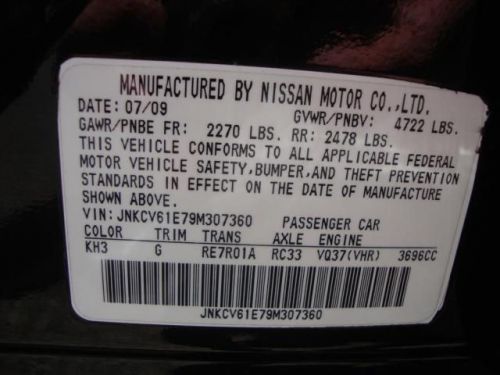 MANUFACTURED BY NISSAN MOTOR CO.,LTD.
DATE: 07/09 GVWR/PNBV: 4722 LBS.
GAWR/PNBE FR: 2270 LBS. RR: 2478 LBS.
THIS VEHICLE CONFORMS TO ALL APPLICABLE FEDERAL
MOTOR VEHICLE SAFETY,BUMPER,AND THEFT PREVENTION
STANDARDS IN EFFECT ON THE DATE OF MANUFACTURE
SHOWN ABOVE.
VIN: JNKCV61E79M307360 PASSENGER CAR
COLOR TRIM TRANS AXLE ENGINE
KH3 G RE7R01A RC33 VQ37(VHR) 3696CC
JNKCV61E79M307360